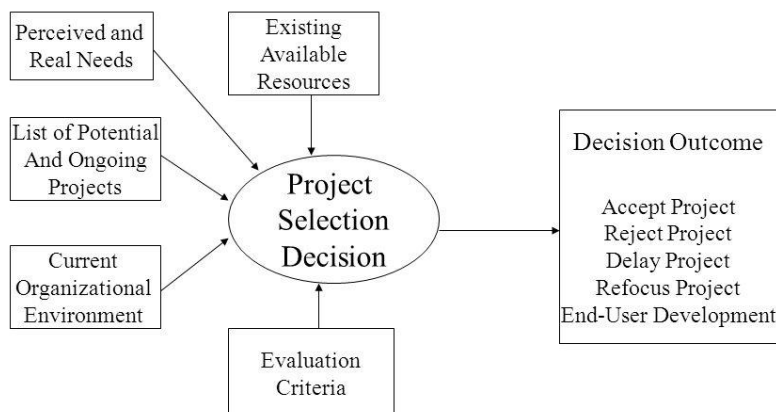 Perceived and
Real Needs
Existing
Available
Resources
List of Potential
And Ongoing
Projects
Project
Selection
Decision
Current
Organizational
Environment
Evaluation
Criteria
Decision Outcome
Accept Project
Reject Project
Delay Project
Refocus Project
End-User Development